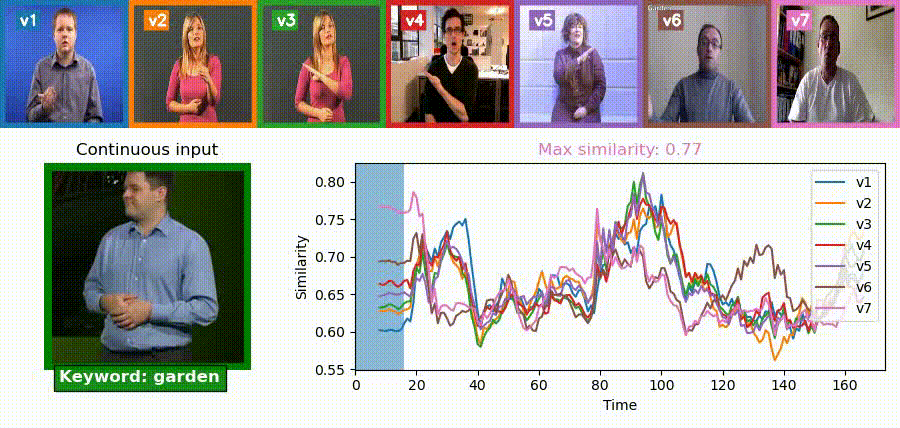 v1 v2 v3 v4 v5 v6 v7
Continuous input
Keyword: garden
Max similarity: 0.77
Similarity
0.80
0.75
0.70
0.65
0.60
0.55
0 20 40 60 80 100 120 140 160
Time
v1
v2
v3
v4
v5
v6
v7